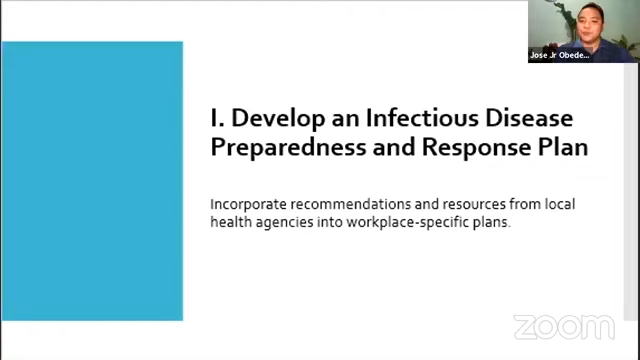 Jose Jr Obede...
I. Develop an Infectious Disease
Preparedness and Response Plan
Incorporate recommendations and resources from local
health agencies into workplace-specific plans.
zoom